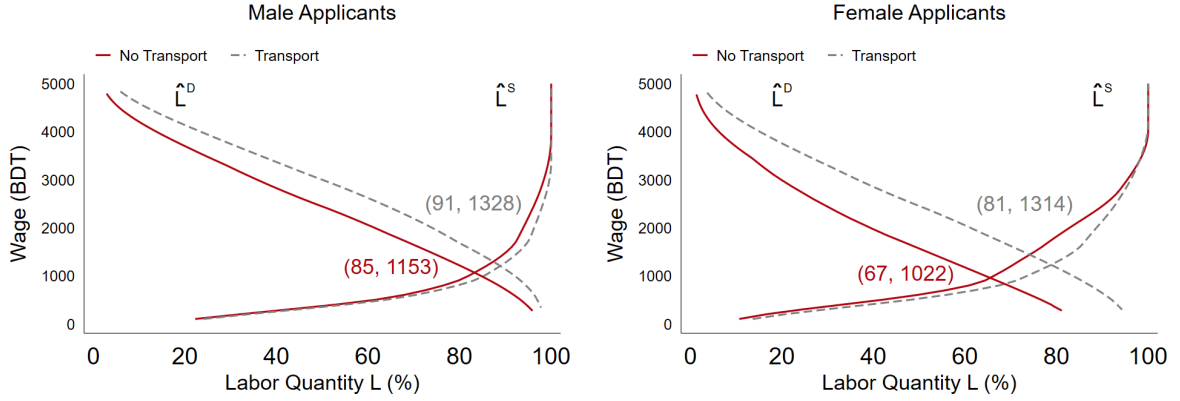 Male Applicants
No Transport
Transport
5000
4000
3000
2000
1000
0
Wage (BDT)
L̂ᴰ
L̂ˢ
(91, 1328)
(85, 1153)
0 20 40 60 80 100
Labor Quantity L (%)
Female Applicants
No Transport
Transport
5000
4000
3000
2000
1000
0
Wage (BDT)
L̂ᴰ
L̂ˢ
(81, 1314)
(67, 1022)
0 20 40 60 80 100
Labor Quantity L (%)